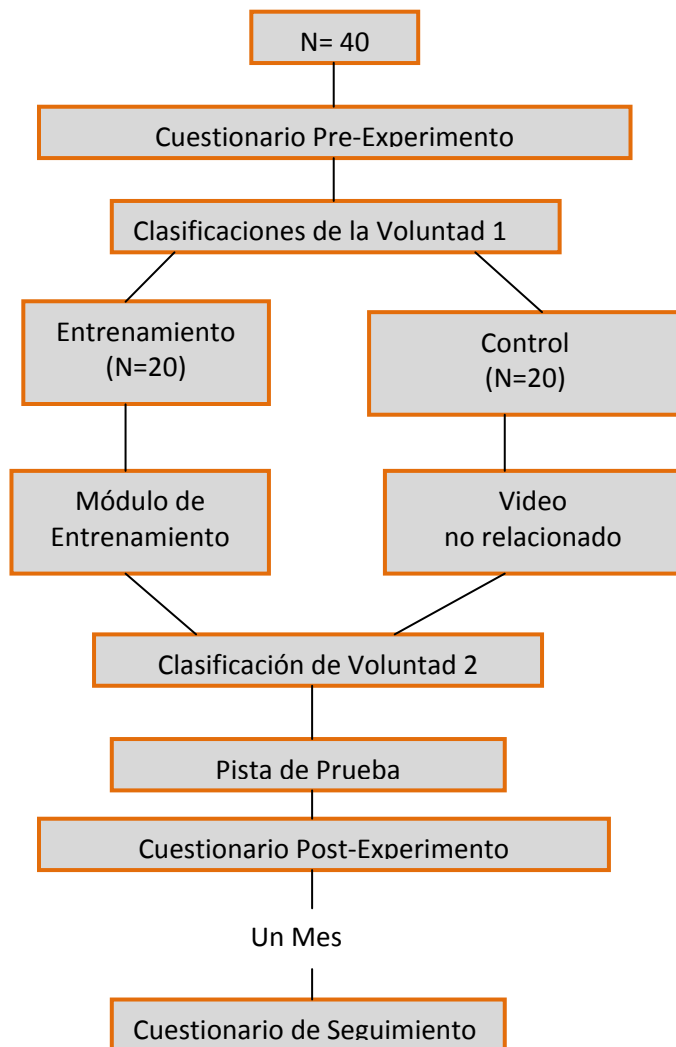 N= 40
Cuestionario Pre-Experimento
Clasificaciones de la Voluntad 1
Entrenamiento
(N=20)
Control
(N=20)
Módulo de
Entrenamiento
Video
no relacionado
Clasificación de Voluntad 2
Pista de Prueba
Cuestionario Post-Experimento
Un Mes
Cuestionario de Seguimiento